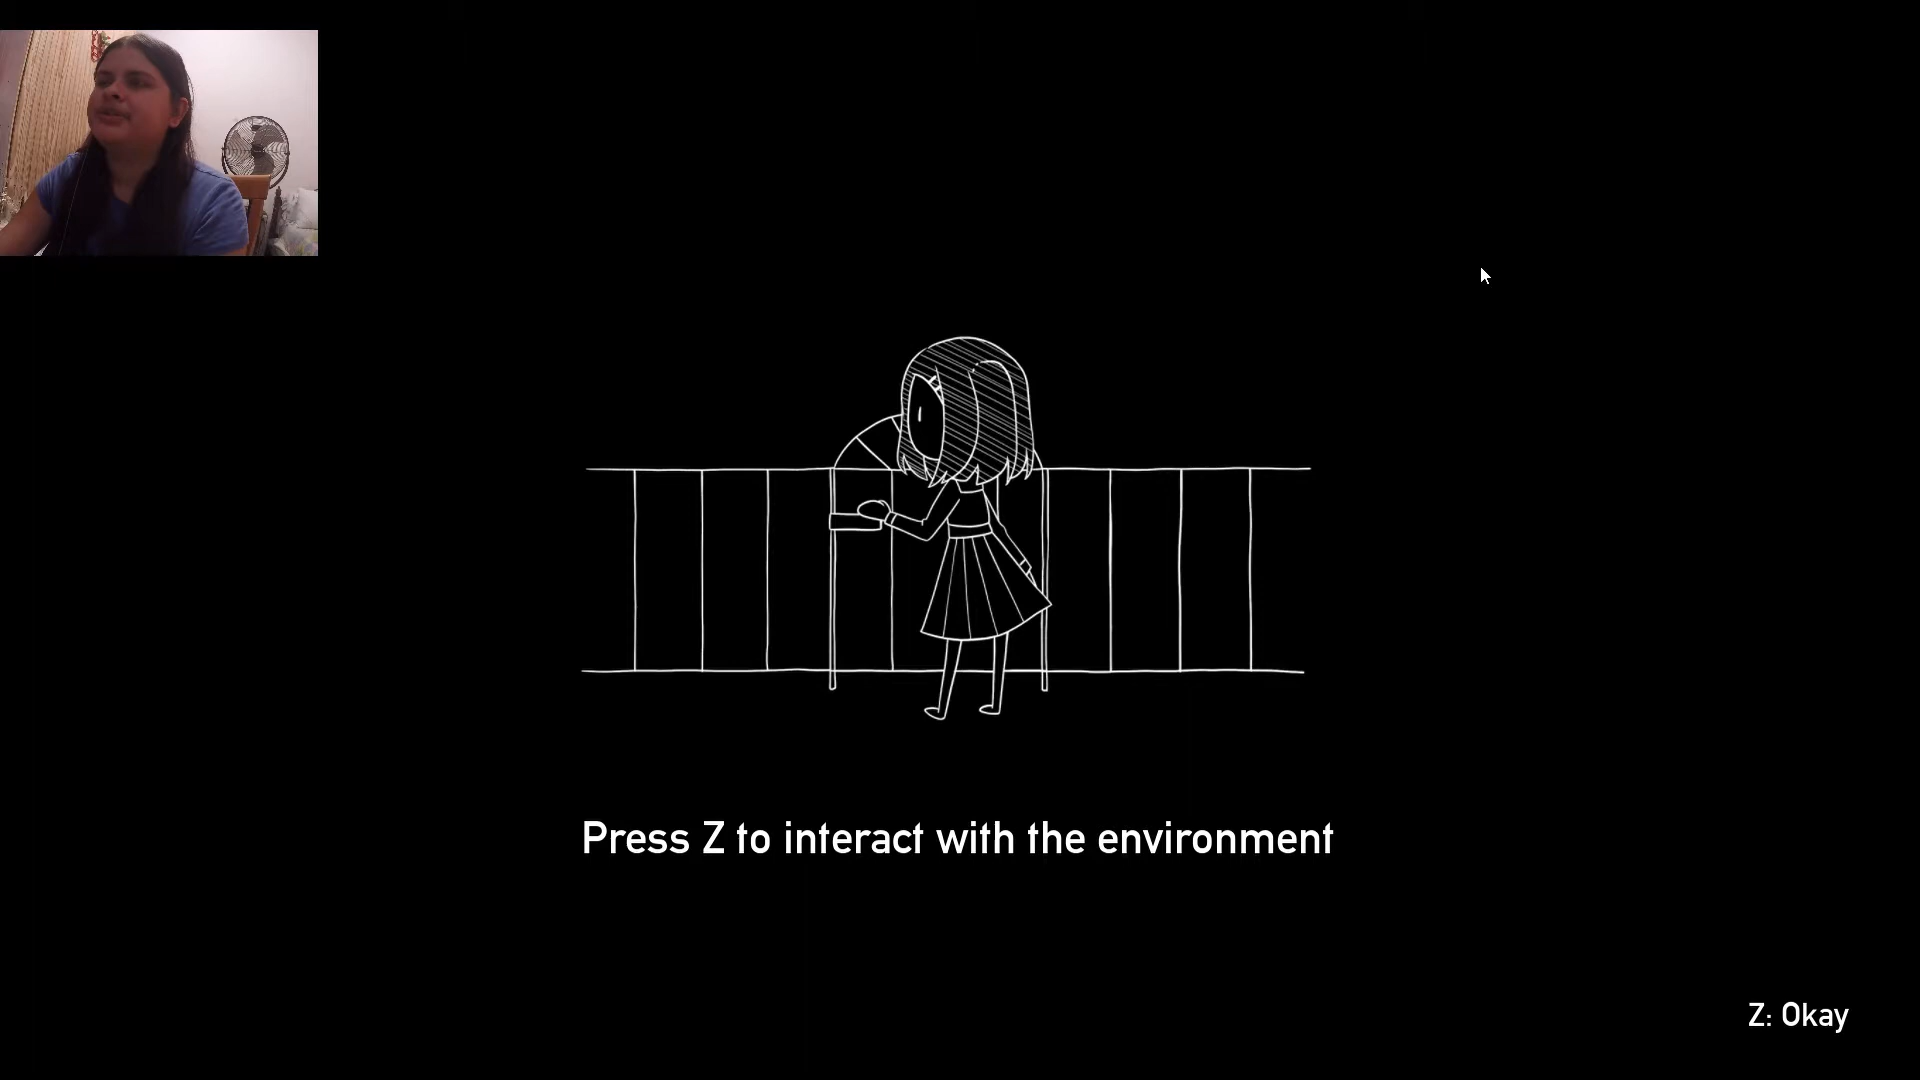 Press Z to interact with the environment
Z: Okay